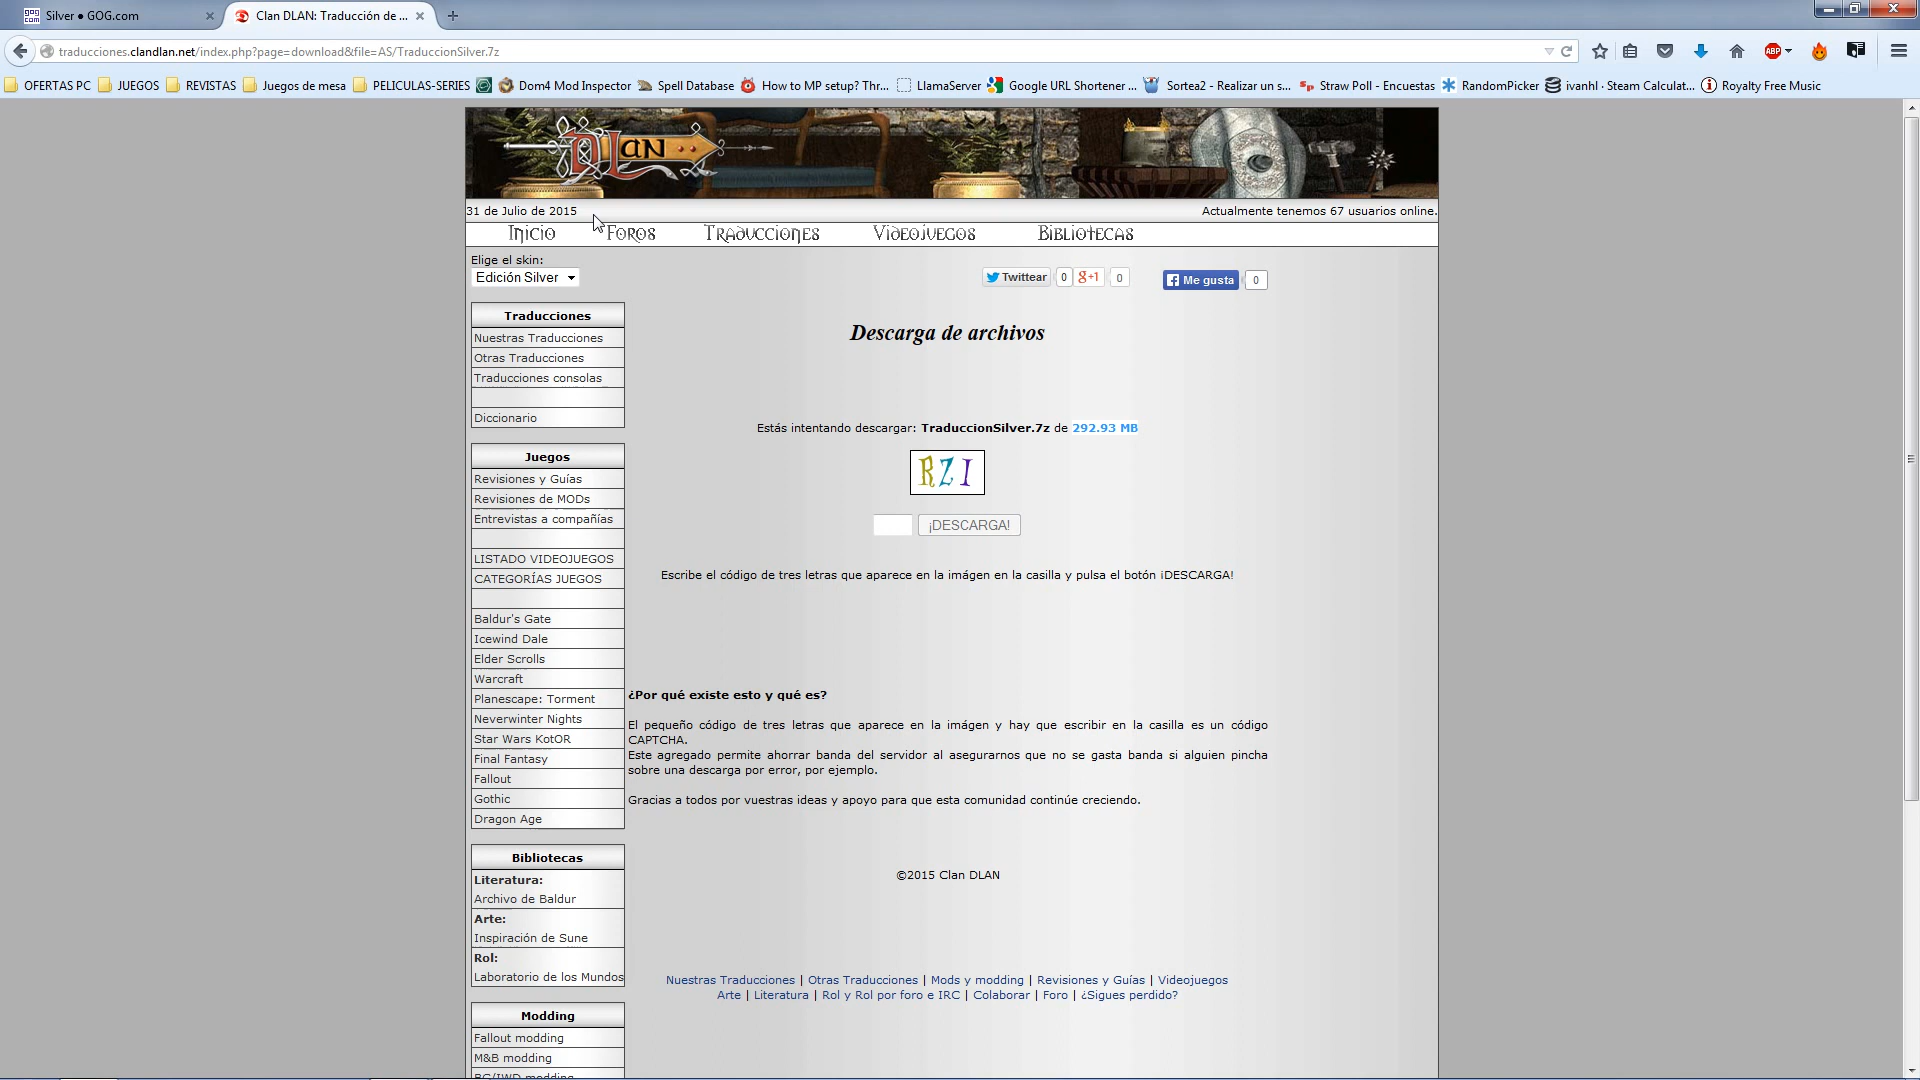 Silver • GOG.com
Clan DLAN: Traducción de ...
traducciones.clandlan.net/index.php?page=download&file=AS/TraduccionSilver.7z
OFERTAS PC JUEGOS REVISTAS Juegos de mesa PELICULAS-SERIES Dom4 Mod Inspector Spell Database How to MP setup? Thr... LlamaServer Google URL Shortener ... Sortea2 - Realizar un s... Straw Poll - Encuestas RandomPicker ivanhl · Steam Calculat... Royalty Free Music
DLAN
31 de Julio de 2015 Actualmente tenemos 67 usuarios online.
Inicio Foros Traducciones Videojuegos Bibliotecas
Elige el skin:
Edición Silver
Twittear 0 g+1 0 Me gusta 0
Traducciones
Nuestras Traducciones
Otras Traducciones
Traducciones consolas
Diccionario
Juegos
Revisiones y Guías
Revisiones de MODs
Entrevistas a compañías
LISTADO VIDEOJUEGOS
CATEGORÍAS JUEGOS
Baldur's Gate
Icewind Dale
Elder Scrolls
Warcraft
Planescape: Torment
Neverwinter Nights
Star Wars KotOR
Final Fantasy
Fallout
Gothic
Dragon Age
Bibliotecas
Literatura:
Archivo de Baldur
Arte:
Inspiración de Sune
Rol:
Laboratorio de los Mundos
Modding
Fallout modding
M&B modding
BG/IWD modding
Descarga de archivos
Estás intentando descargar: TraduccionSilver.7z de 292.93 MB
RZI
¡DESCARGA!
Escribe el código de tres letras que aparece en la imágen en la casilla y pulsa el botón ¡DESCARGA!
¿Por qué existe esto y qué es?
El pequeño código de tres letras que aparece en la imágen y hay que escribir en la casilla es un código
CAPTCHA.
Este agregado permite ahorrar banda del servidor al asegurarnos que no se gasta banda si alguien pincha
sobre una descarga por error, por ejemplo.
Gracias a todos por vuestras ideas y apoyo para que esta comunidad continúe creciendo.
©2015 Clan DLAN
Nuestras Traducciones | Otras Traducciones | Mods y modding | Revisiones y Guías | Videojuegos
Arte | Literatura | Rol y Rol por foro e IRC | Colaborar | Foro | ¿Sigues perdido?